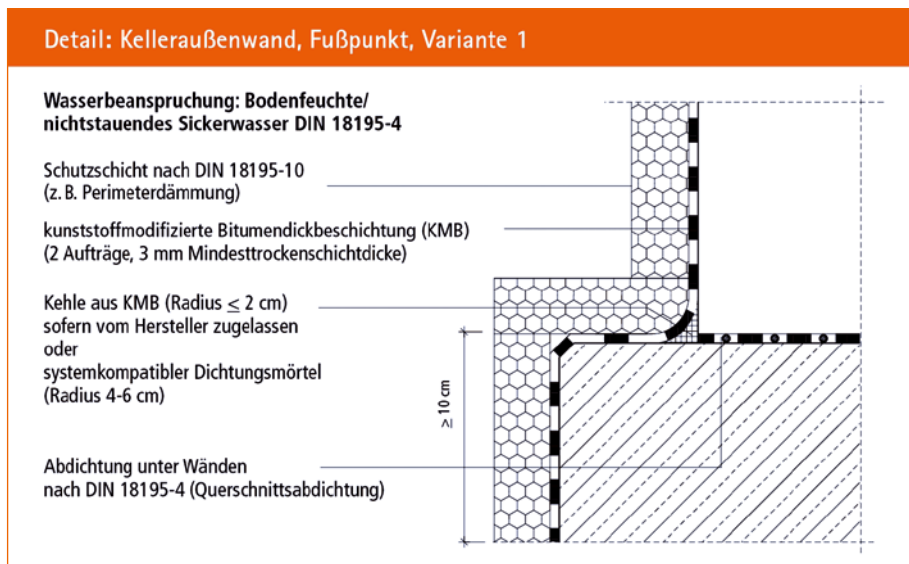 Detail: Kelleraußenwand, Fußpunkt, Variante 1
Wasserbeanspruchung: Bodenfeuchte/
nichtstauendes Sickerwasser DIN 18195-4
Schutzschicht nach DIN 18195-10
(z. B. Perimeterdämmung)
kunststoffmodifizierte Bitumendickbeschichtung (KMB)
(2 Aufträge, 3 mm Mindesttrockenschichtdicke)
Kehle aus KMB (Radius ≤ 2 cm)
sofern vom Hersteller zugelassen
oder
systemkompatibler Dichtungsmörtel
(Radius 4-6 cm)
≥ 10 cm
Abdichtung unter Wänden
nach DIN 18195-4 (Querschnittsabdichtung)